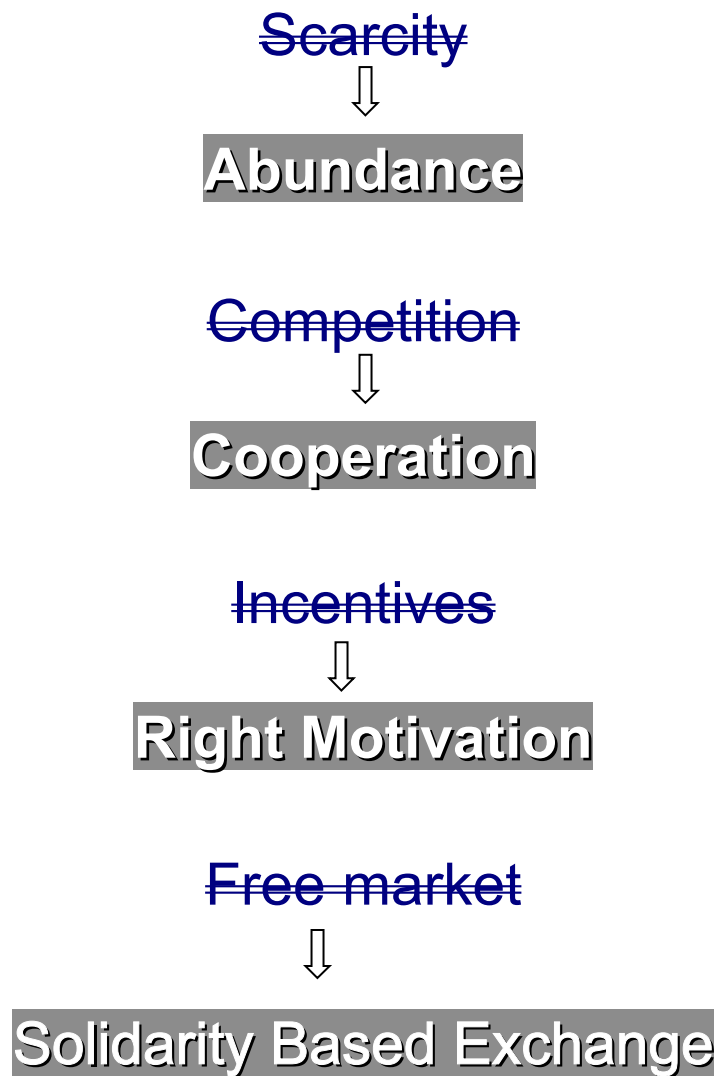 Scarcity
Abundance
Competition
Cooperation
Incentives
Right Motivation
Free market
Solidarity Based Exchange